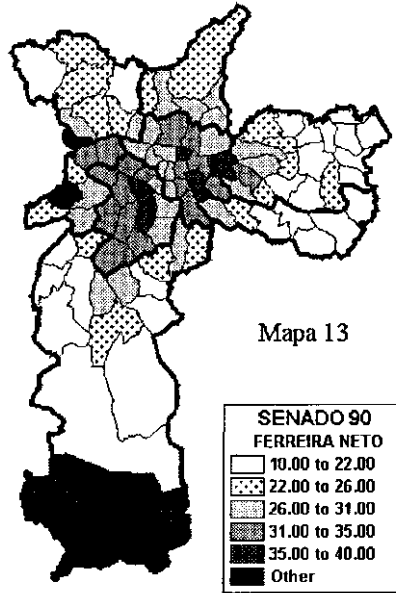 Mapa 13
SENADO 90
FERREIRA NETO
10.00 to 22.00
22.00 to 26.00
26.00 to 31.00
31.00 to 35.00
35.00 to 40.00
Other